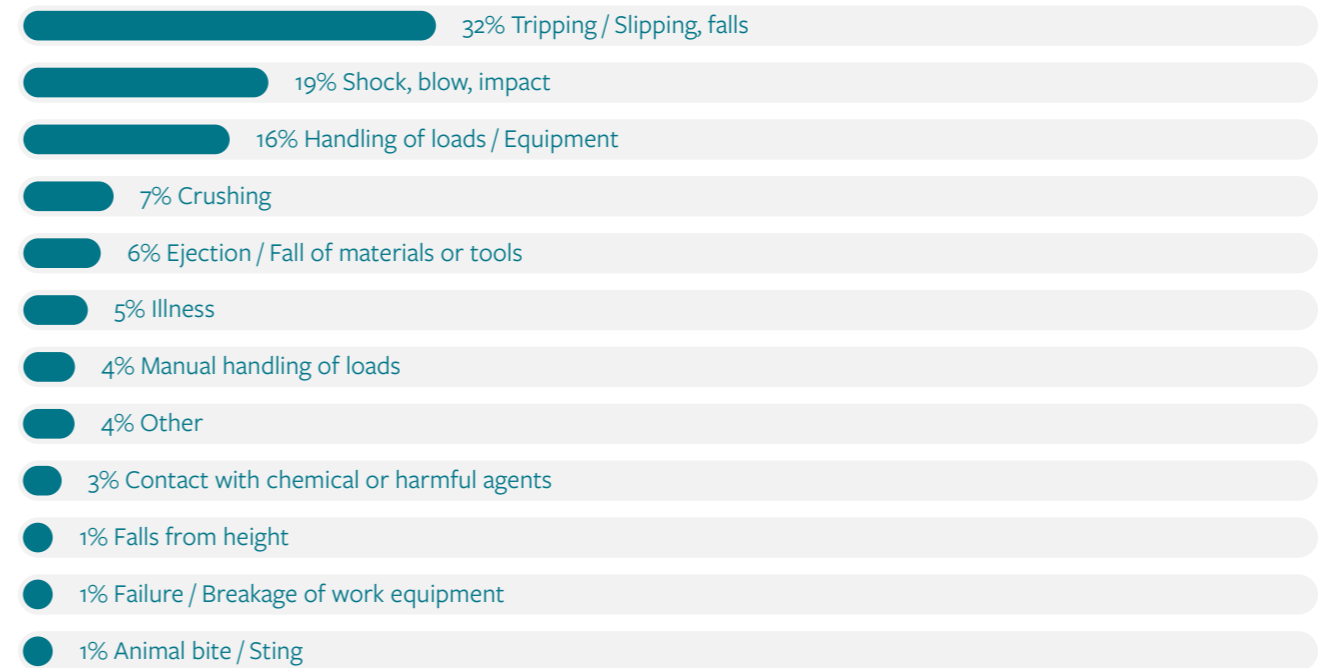 32% Tripping / Slipping, falls
19% Shock, blow, impact
16% Handling of loads / Equipment
7% Crushing
6% Ejection / Fall of materials or tools
5% Illness
4% Manual handling of loads
4% Other
3% Contact with chemical or harmful agents
1% Falls from height
1% Failure / Breakage of work equipment
1% Animal bite / Sting